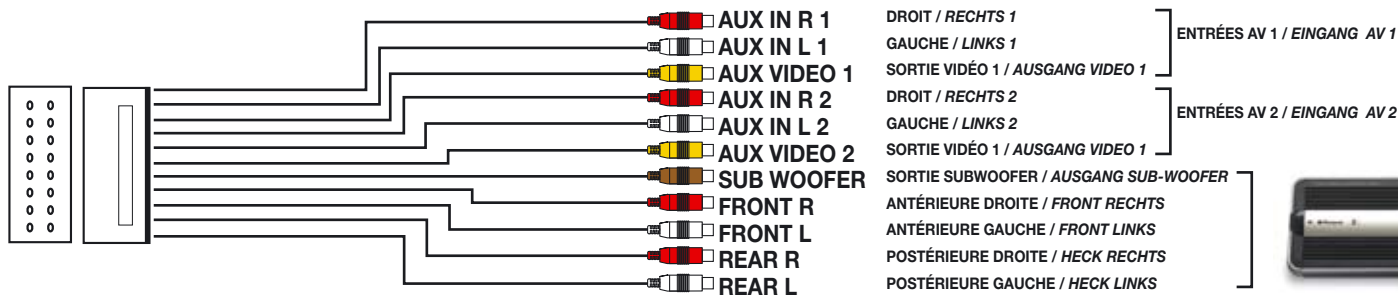 AUX IN R 1 DROIT / RECHTS 1
AUX IN L 1 GAUCHE / LINKS 1
AUX VIDEO 1 SORTIE VIDÉO 1 / AUSGANG VIDEO 1
ENTRÉES AV 1 / EINGANG AV 1
AUX IN R 2 DROIT / RECHTS 2
AUX IN L 2 GAUCHE / LINKS 2
AUX VIDEO 2 SORTIE VIDÉO 1 / AUSGANG VIDEO 1
ENTRÉES AV 2 / EINGANG AV 2
SUB WOOFER SORTIE SUBWOOFER / AUSGANG SUB-WOOFER
FRONT R ANTÉRIEURE DROITE / FRONT RECHTS
FRONT L ANTÉRIEURE GAUCHE / FRONT LINKS
REAR R POSTÉRIEURE DROITE / HECK RECHTS
REAR L POSTÉRIEURE GAUCHE / HECK LINKS